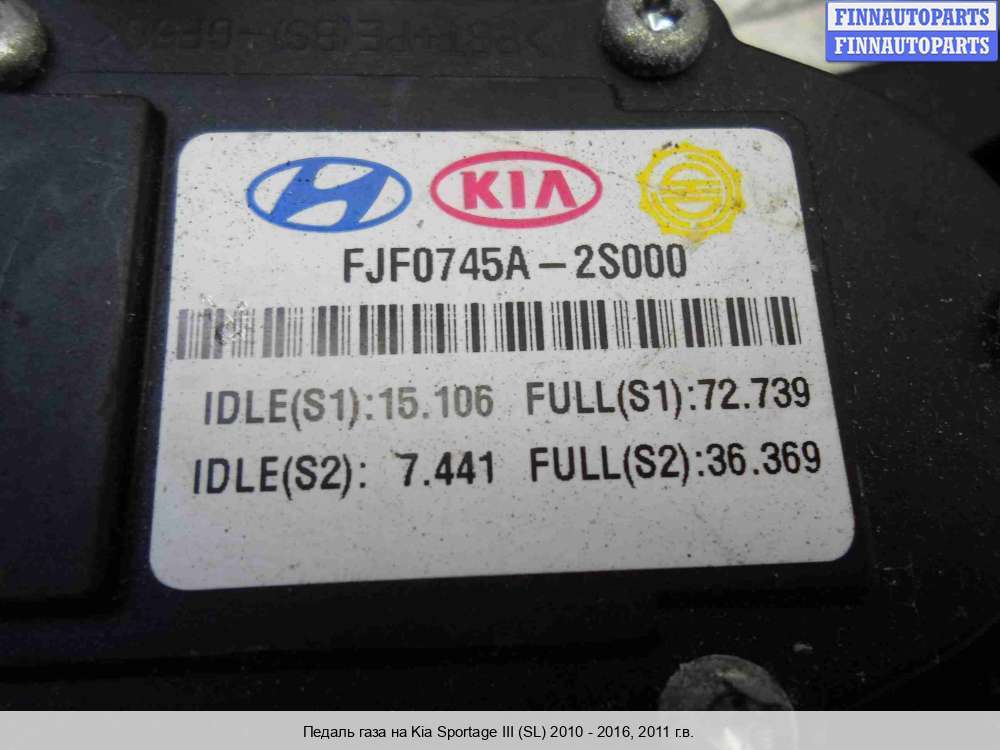 FINNAUTOPARTS
FINNAUTOPARTS
KIA
FJF0745A-2S000
IDLE(S1):15.106 FULL(S1):72.739
IDLE(S2): 7.441 FULL(S2):36.369
Педаль газа на Kia Sportage III (SL) 2010 - 2016, 2011 г.в.